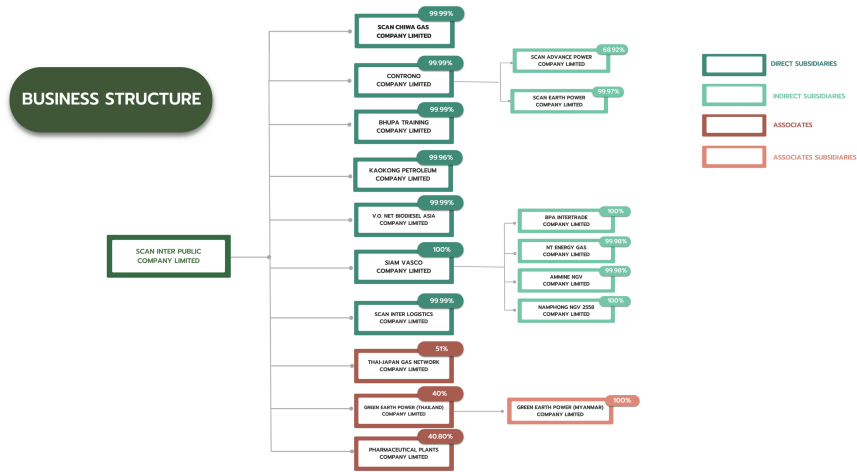 BUSINESS STRUCTURE
SCAN INTER PUBLIC
COMPANY LIMITED
99.99%
SCAN CHIWA GAS
COMPANY LIMITED
99.99%
CONTRONO
COMPANY LIMITED
68.92%
SCAN ADVANCE POWER
COMPANY LIMITED
99.97%
SCAN EARTH POWER
COMPANY LIMITED
99.99%
BHUPA TRAINING
COMPANY LIMITED
99.96%
KAOKONG PETROLEUM
COMPANY LIMITED
99.99%
V.O. NET BIODIESEL ASIA
COMPANY LIMITED
100%
SIAM VASCO
COMPANY LIMITED
100%
BPA INTERTRADE
COMPANY LIMITED
99.98%
NT ENERGY GAS
COMPANY LIMITED
99.98%
AMMINE NGV
COMPANY LIMITED
100%
NAMPHONG NGV 2558
COMPANY LIMITED
99.99%
SCAN INTER LOGISTICS
COMPANY LIMITED
51%
THAI-JAPAN GAS NETWORK
COMPANY LIMITED
40%
GREEN EARTH POWER (THAILAND)
COMPANY LIMITED
100%
GREEN EARTH POWER (MYANMAR)
COMPANY LIMITED
40.80%
PHARMACEUTICAL PLANTS
COMPANY LIMITED
DIRECT SUBSIDIARIES
INDIRECT SUBSIDIARIES
ASSOCIATES
ASSOCIATES SUBSIDIARIES